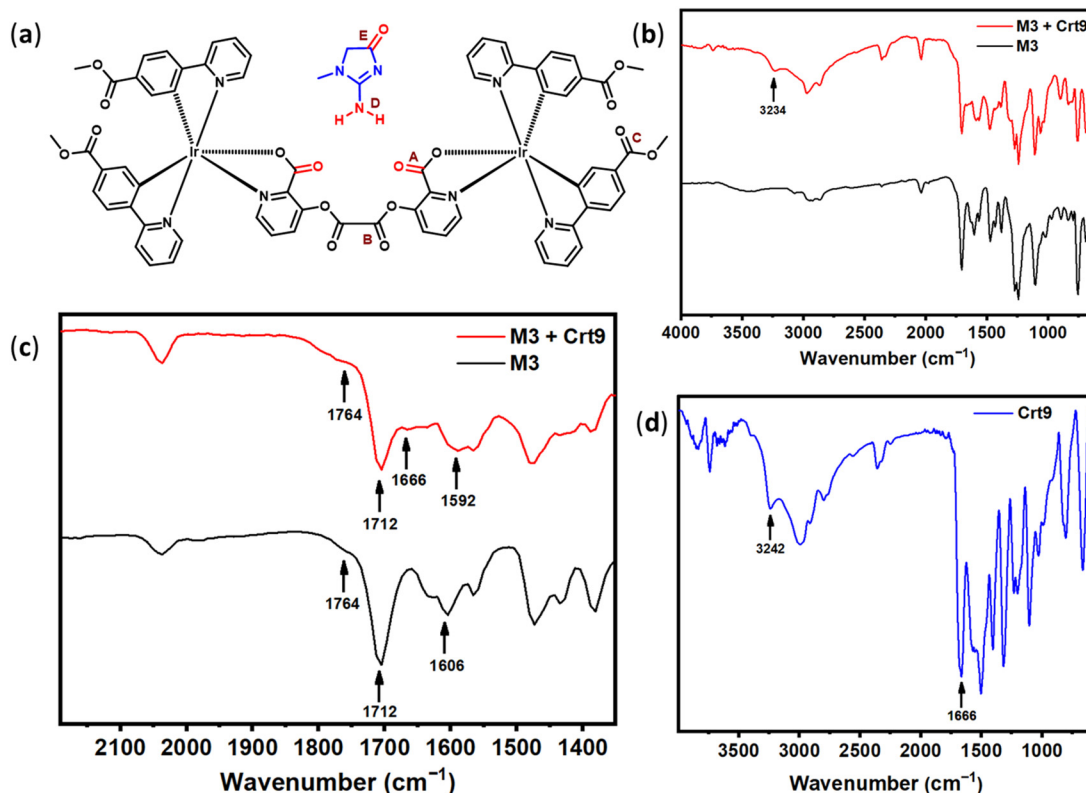 (a)
E
O
N
N
N
D
H H
O
O
N
N
O
O
O
O
Ir
Ir
O
O
A
O
O
C
O
O
N
N
N
O
O
N
N
B
O
O
N
(b)
M3 + Crt9
M3
3234
4000 3500 3000 2500 2000 1500 1000
Wavenumber (cm⁻¹)
(c)
M3 + Crt9
M3
1764
1666
1592
1712
1764
1606
1712
2100 2000 1900 1800 1700 1600 1500 1400
Wavenumber (cm⁻¹)
(d)
Crt9
3242
1666
3500 3000 2500 2000 1500 1000
Wavenumber (cm⁻¹)